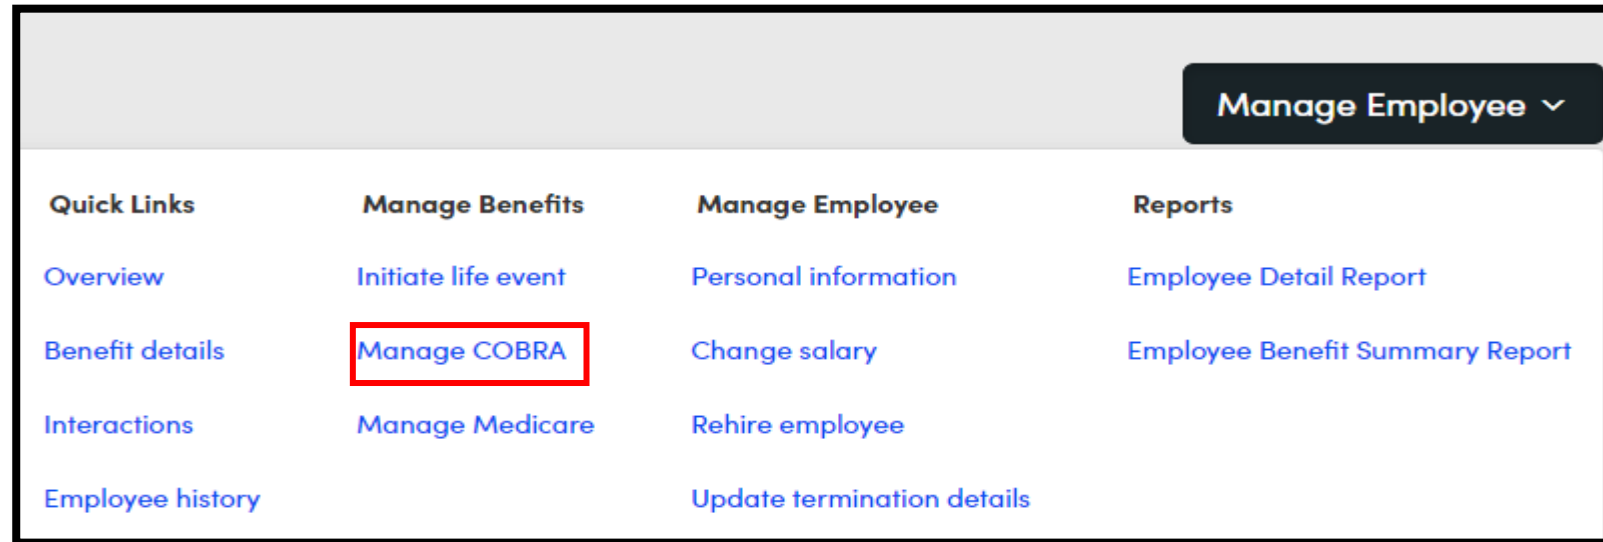 Manage Employee
Quick Links
Overview
Benefit details
Interactions
Employee history
Manage Benefits
Initiate life event
Manage COBRA
Manage Medicare
Manage Employee
Personal information
Change salary
Rehire employee
Update termination details
Reports
Employee Detail Report
Employee Benefit Summary Report